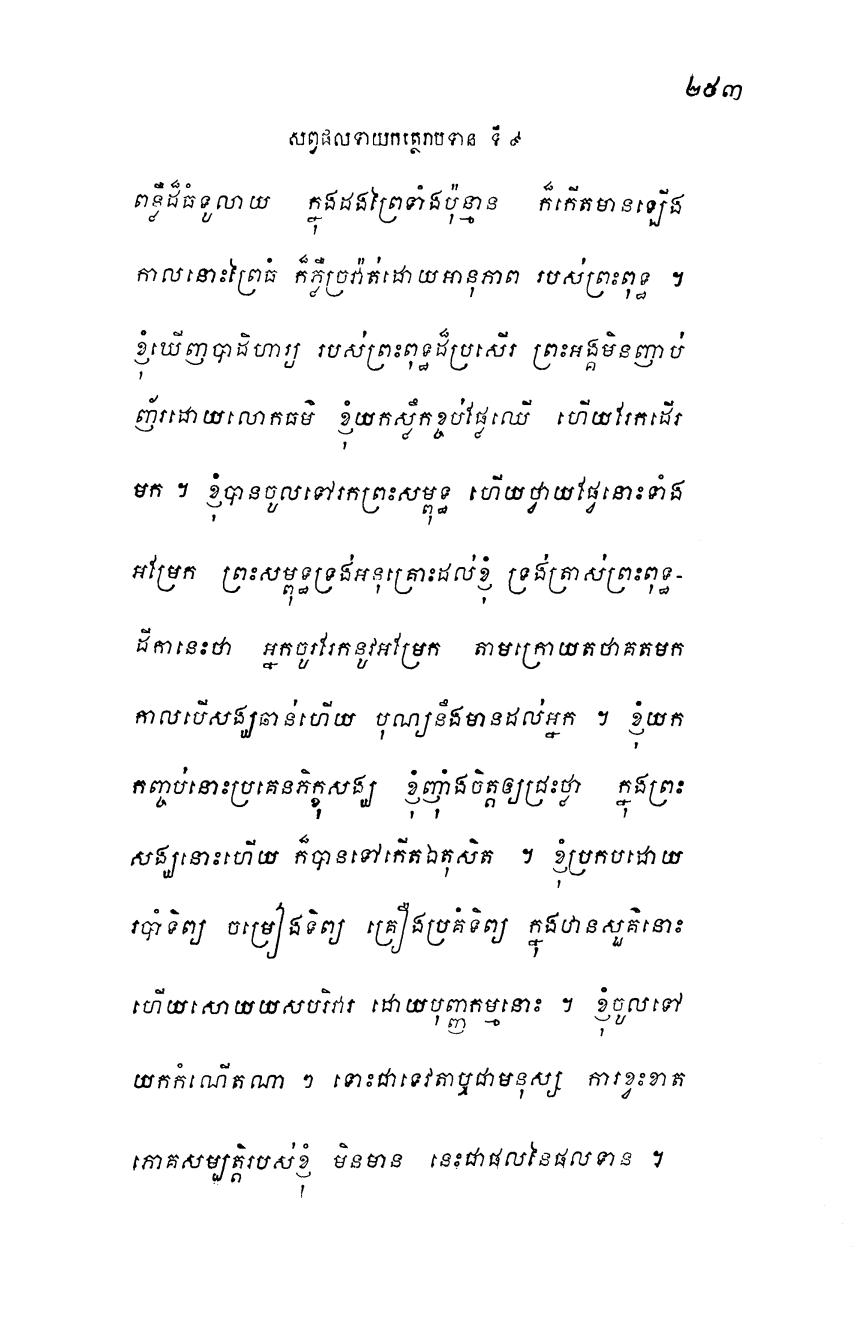 ២៥៣
សព្វផលទាយកត្ថេរាបទាន ទី ៩
ពន្លឺដ៏ធំទូលាយ ក្នុងដងព្រៃទាំងប៉ុន្មាន ក៏កើតមានឡើង
កាលនោះព្រៃធំ ក៏ភ្លឺច្រវ៉ាត់ដោយអានុភាព របស់ព្រះពុទ្ធ ។
ខ្ញុំឃើញបាដិហារ្យ របស់ព្រះពុទ្ធដ៏ប្រសើរ ព្រះអង្គមិនញាប់
ញ័រដោយលោកធម៌ ខ្ញុំយកស្លឹកខ្ចប់ផ្លែឈើ ហើយរែកដើរ
មក ។ ខ្ញុំបានចូលទៅរកព្រះសម្ពុទ្ធ ហើយថ្វាយផ្លែនោះទាំង
អម្រែក ព្រះសម្ពុទ្ធទ្រង់អនុគ្រោះដល់ខ្ញុំ ទ្រង់ត្រាស់ព្រះពុទ្ធ-
ដីកានេះថា អ្នកចូររែកនូវអម្រែក តាមក្រោយតថាគតមក
កាលបើសង្ឃឆាន់ហើយ បុណ្យនឹងមានដល់អ្នក ។ ខ្ញុំយក
កញ្ចប់នោះប្រគេនភិក្ខុសង្ឃ ខ្ញុំញ៉ាំងចិត្តឲ្យជ្រះថ្លា ក្នុងព្រះ
សង្ឃនោះហើយ ក៏បានទៅកើតឯតុសិត ។ ខ្ញុំប្រកបដោយ
របាំទិព្យ ចម្រៀងទិព្យ គ្រឿងប្រគំទិព្យ ក្នុងឋានសួគ៌នោះ
ហើយសោយយសបរិវារ ដោយបុញ្ញកម្មនោះ ។ ខ្ញុំចូលទៅ
យកកំណើតណា ៗ ទោះជាទេវតាឬជាមនុស្ស ការខ្វះខាត
ភោគសម្បត្តិរបស់ខ្ញុំ មិនមាន នេះជាផលនៃផលទាន ។